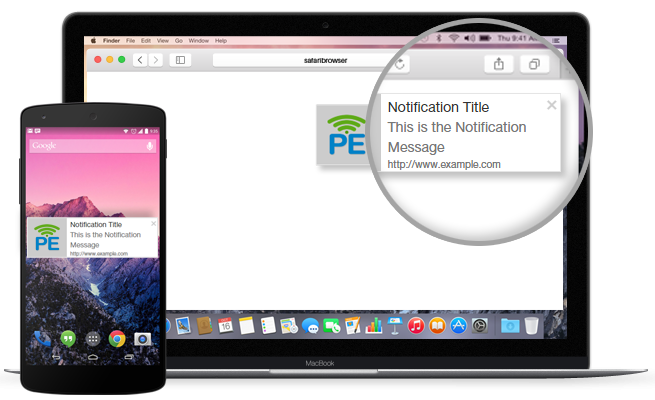 Finder File Edit View Go Window Help
Thu 9:41 A
safaribrowser
PE
Notification Title
This is the Notification
Message
http://www.example.com
Google
PE
Notification Title
This is the Notification
Message
http://www.example.com
16
MacBook